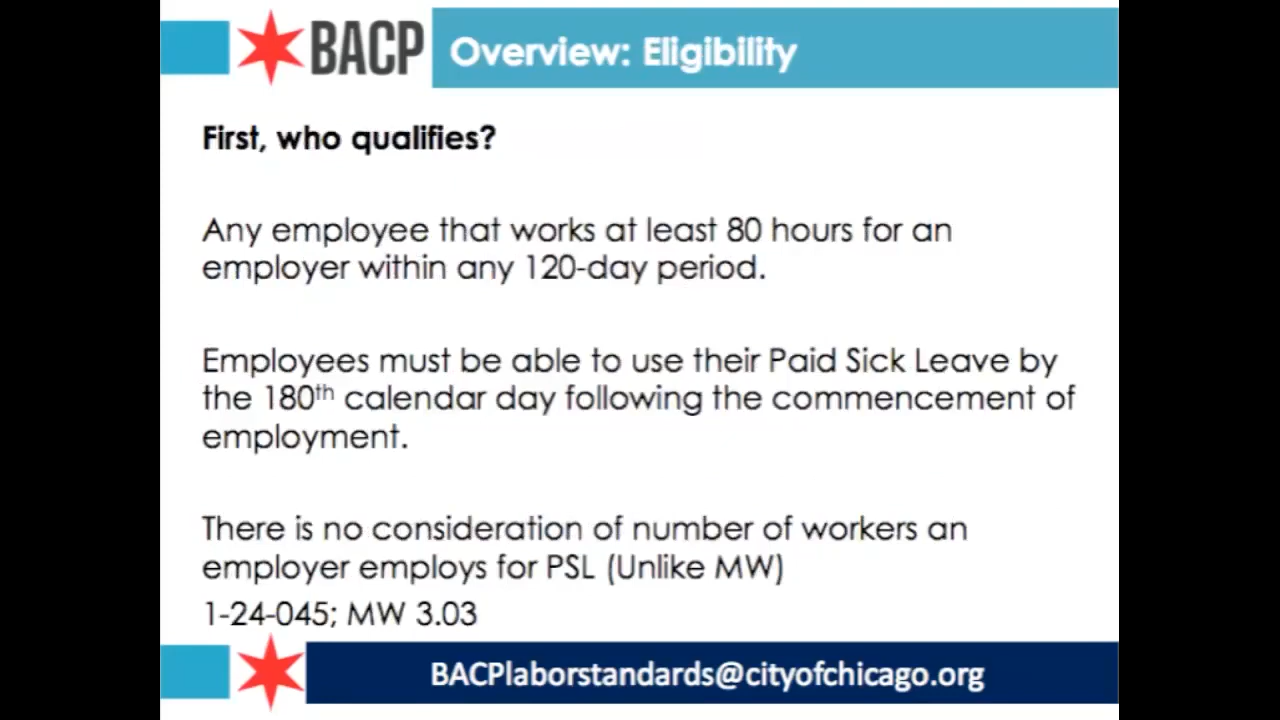 BACP Overview: Eligibility
First, who qualifies?
Any employee that works at least 80 hours for an
employer within any 120-day period.
Employees must be able to use their Paid Sick Leave by
the 180th calendar day following the commencement of
employment.
There is no consideration of number of workers an
employer employs for PSL (Unlike MW)
1-24-045; MW 3.03
BACPlaborstandards@cityofchicago.org